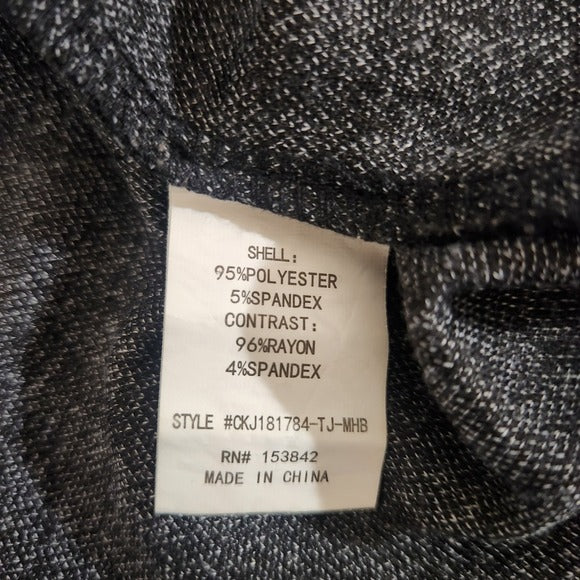 SHELL:
95%POLYESTER
5%SPANDEX
CONTRAST:
96%RAYON
4%SPANDEX
STYLE #CKJ181784-TJ-MHB
RN# 153842
MADE IN CHINA